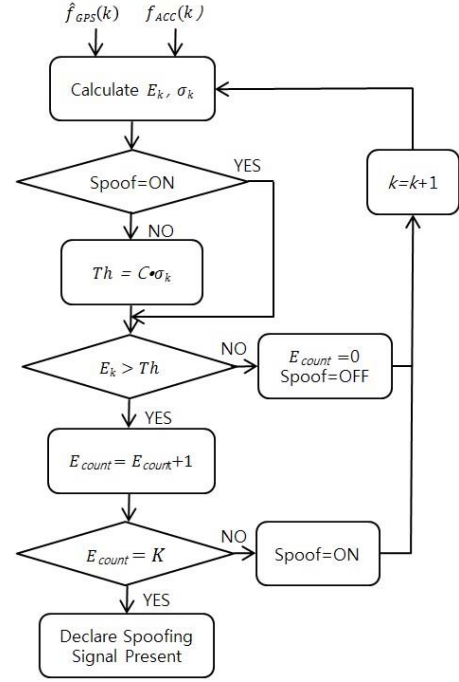 f̂GPS(k) fACC(k)
Calculate Ek, σk
YES
Spoof=ON
k=k+1
NO
Th = C•σk
NO
Ek > Th
Ecount =0
Spoof=OFF
YES
Ecount = Ecount+1
NO
Ecount = K
Spoof=ON
YES
Declare Spoofing
Signal Present